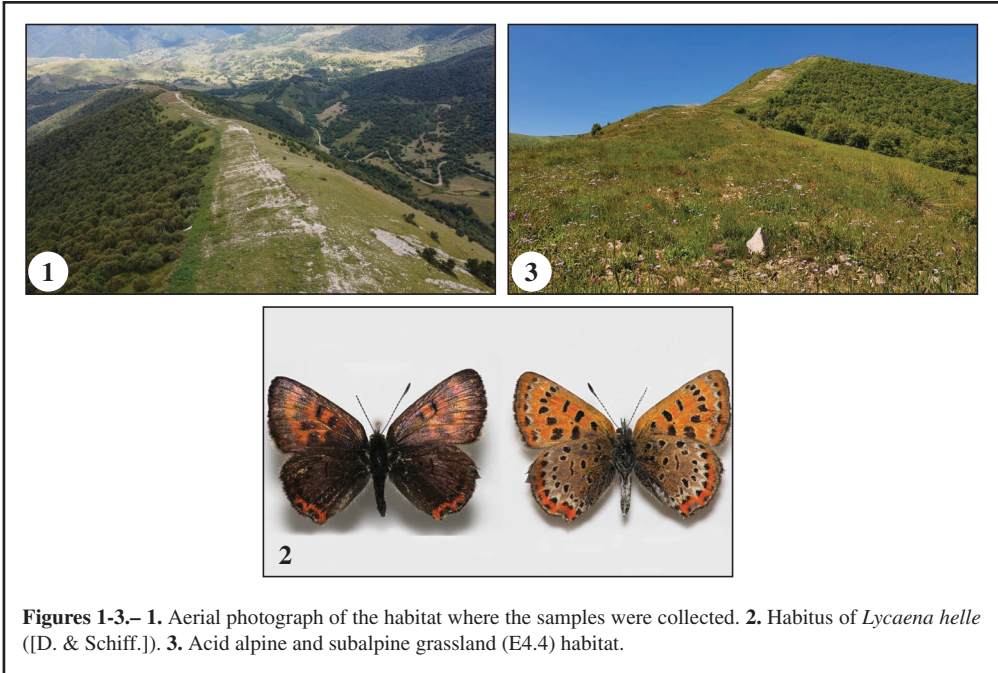 1
3
2
Figures 1-3.– 1. Aerial photograph of the habitat where the samples were collected. 2. Habitus of Lycaena helle
([D. & Schiff.]). 3. Acid alpine and subalpine grassland (E4.4) habitat.